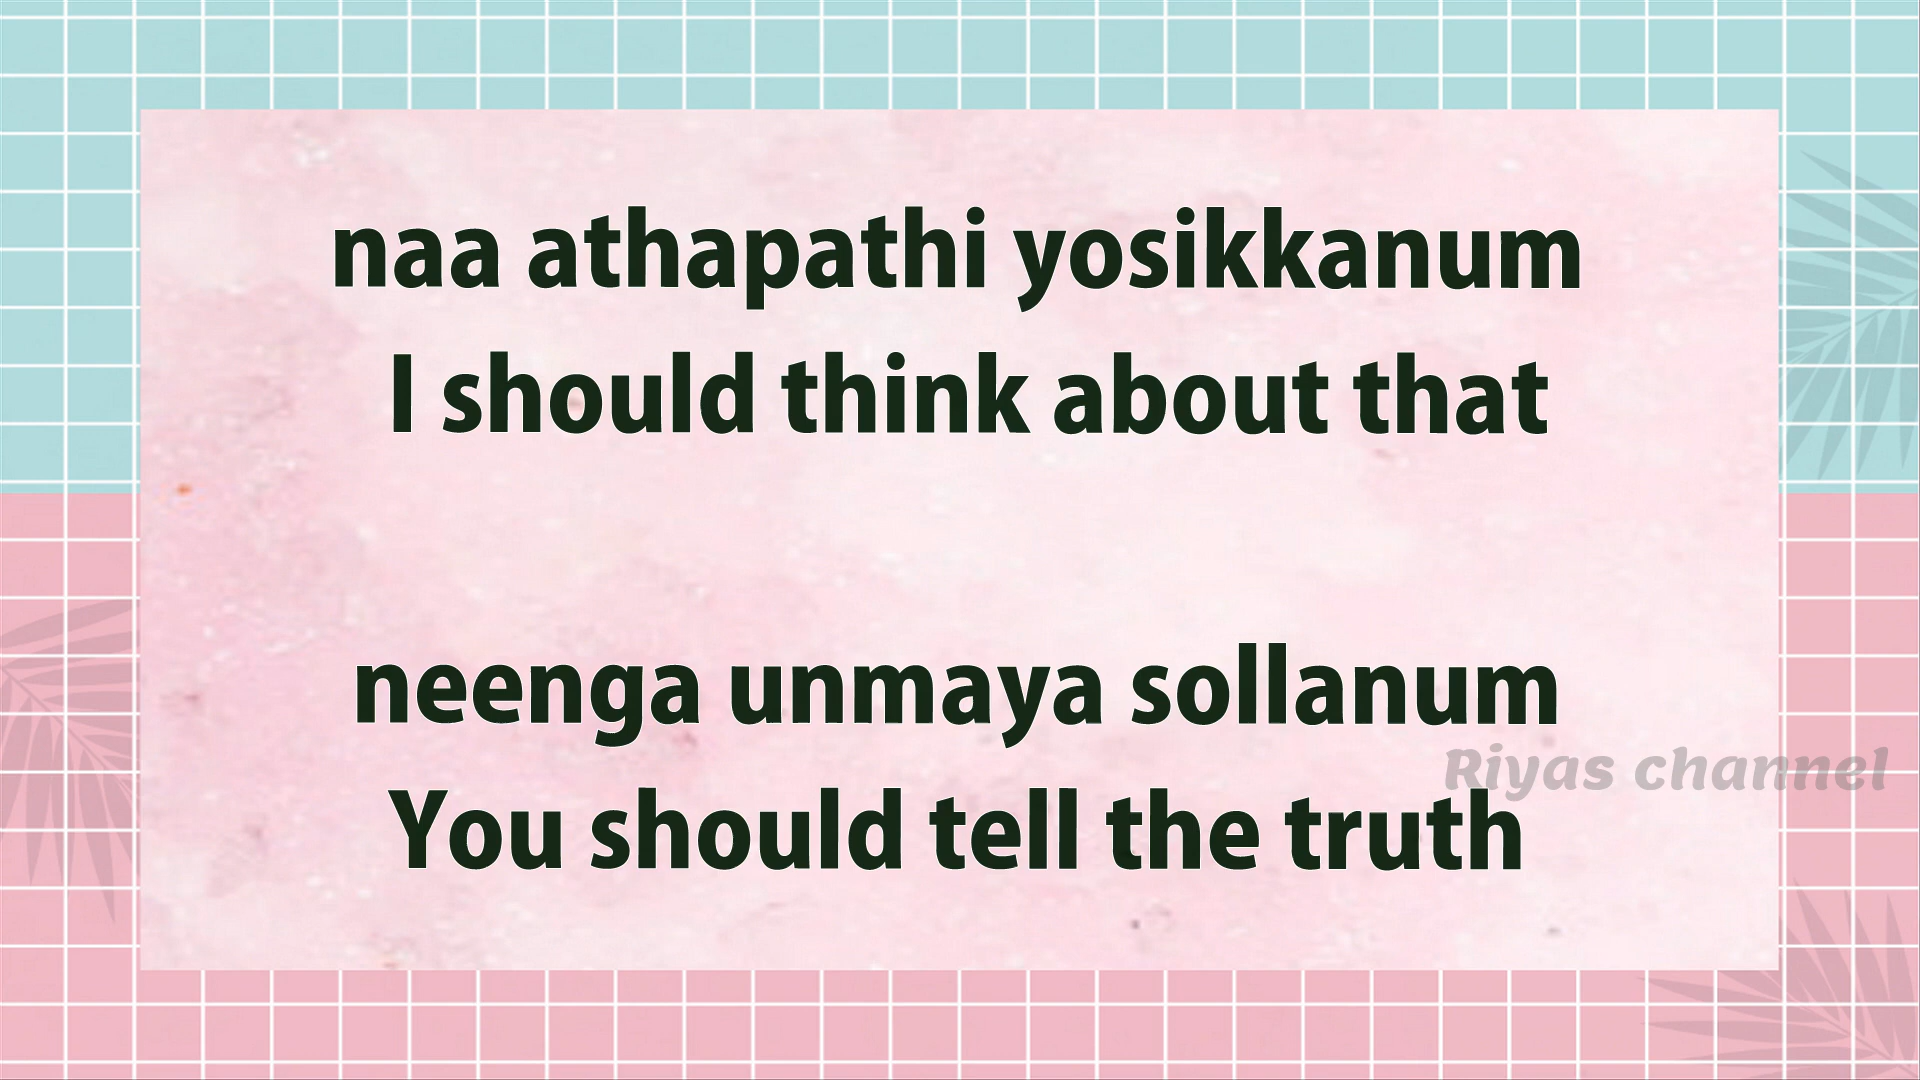 naa athapathi yosikkanum
I should think about that
neenga unmaya sollanum
Riyas channel
You should tell the truth